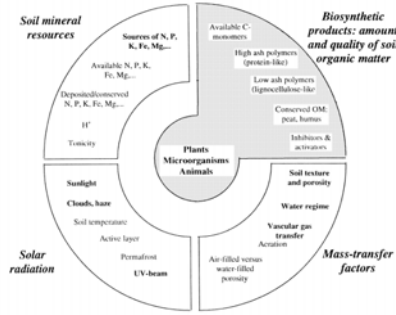 Soil mineral
resources
Sources of N, P,
K, Fe, Mg,...
Available N, P, K,
Fe, Mg,...
Deposited/conserved
N, P, K, Fe, Mg,...
H⁺
Tonicity
Biosynthetic
products: amount
and quality of soil
organic matter
Available C-
monomers
High ash polymers
(protein-like)
Low ash polymers
(lignocellulose-like)
Conserved OM:
peat, humus
Inhibitors &
activators
Plants
Microorganisms
Animals
Solar
radiation
Sunlight
Clouds, haze
Soil temperature
Active layer
Permafrost
UV-beam
Soil texture
and porosity
Water regime
Vascular gas
transfer
Aeration
Air-filled versus
water-filled
porosity
Mass-transfer
factors